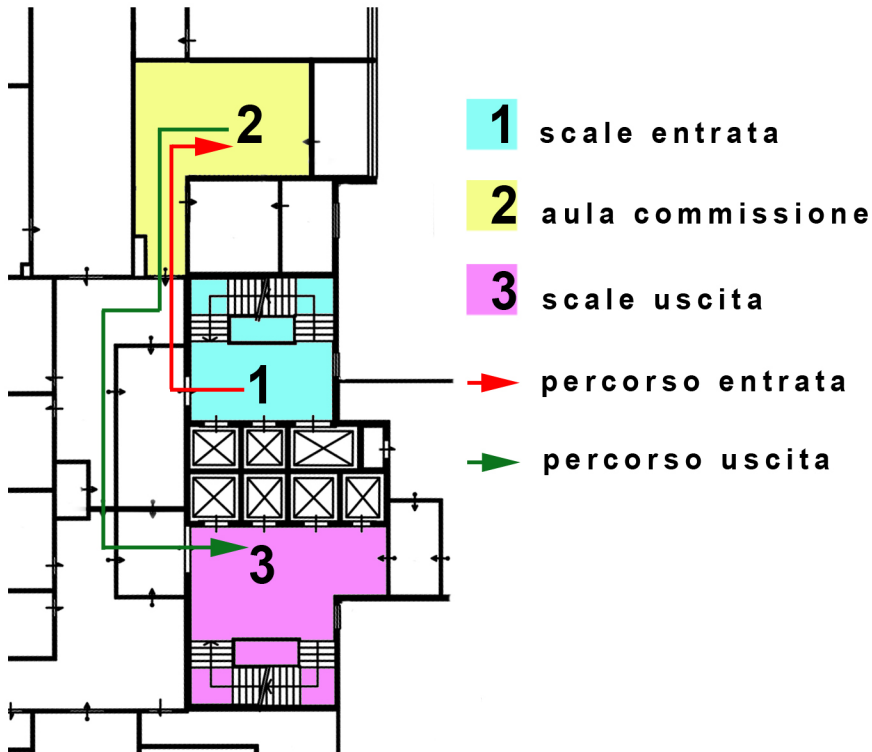 2
1
3
1 scale entrata
2 aula commissione
3 scale uscita
percorso entrata
percorso uscita